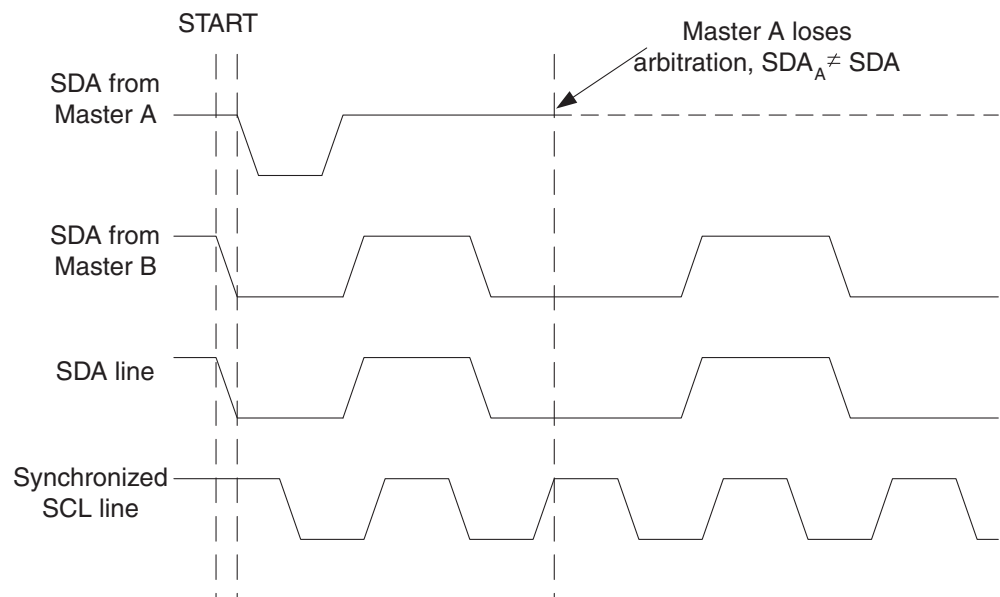 START
Master A loses
arbitration, SDA_A ≠ SDA
SDA from
Master A
SDA from
Master B
SDA line
Synchronized
SCL line